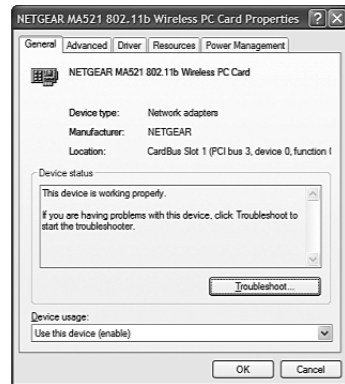 NETGEAR MA521 802.11b Wireless PC Card Properties
General Advanced Driver Resources Power Management
NETGEAR MA521 802.11b Wireless PC Card
Device type: Network adapters
Manufacturer: NETGEAR
Location: CardBus Slot 1 (PCI bus 3, device 0, function (
Device status
This device is working properly.
If you are having problems with this device, click Troubleshoot to
start the troubleshooter.
Troubleshoot...
Device usage:
Use this device (enable)
OK Cancel